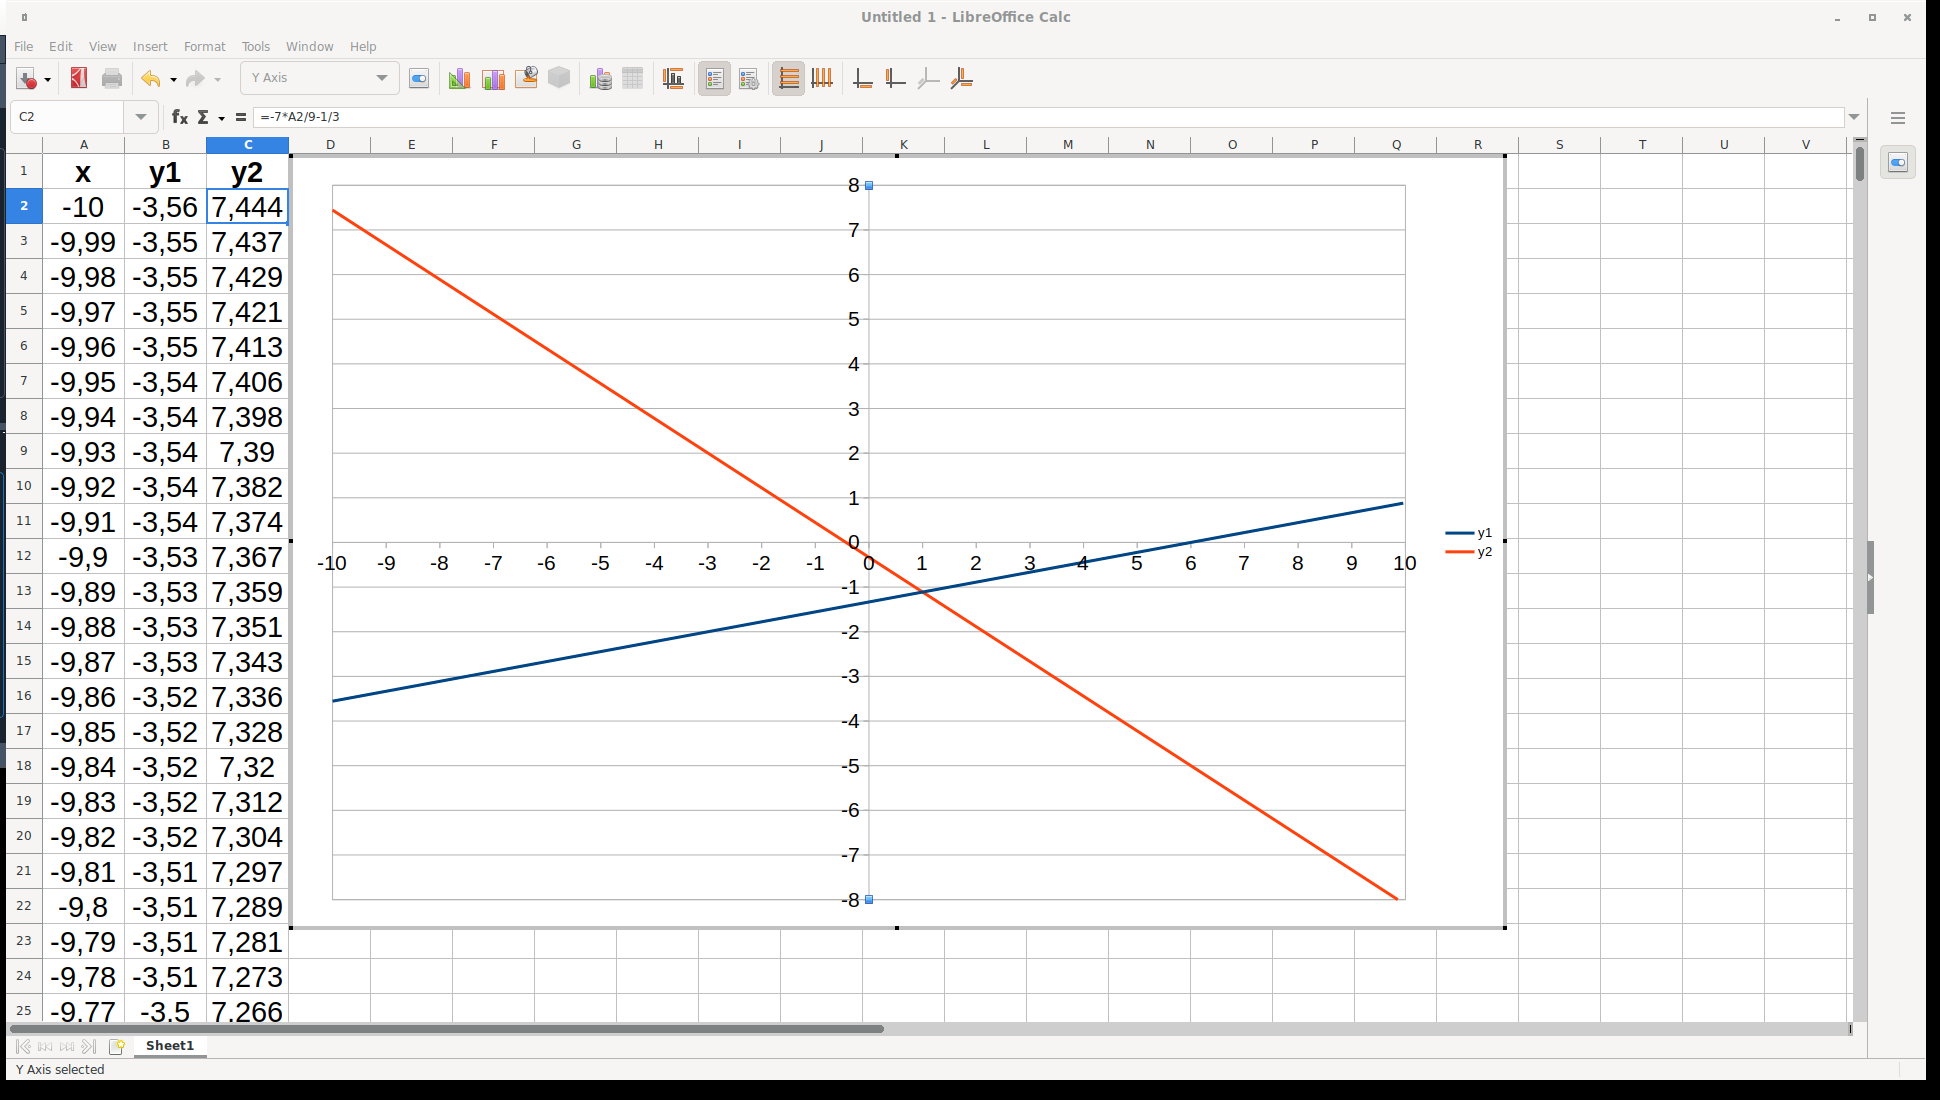 Untitled 1 - LibreOffice Calc
File Edit View Insert Format Tools Window Help
Y Axis
C2 fx Σ = =-7*A2/9-1/3
A B C D E F G H I J K L M N O P Q R S T U V
1 x y1 y2
2 -10 -3,56 7,444
3 -9,99 -3,55 7,437
4 -9,98 -3,55 7,429
5 -9,97 -3,55 7,421
6 -9,96 -3,55 7,413
7 -9,95 -3,54 7,406
8 -9,94 -3,54 7,398
9 -9,93 -3,54 7,39
10 -9,92 -3,54 7,382
11 -9,91 -3,54 7,374
12 -9,9 -3,53 7,367
13 -9,89 -3,53 7,359
14 -9,88 -3,53 7,351
15 -9,87 -3,53 7,343
16 -9,86 -3,52 7,336
17 -9,85 -3,52 7,328
18 -9,84 -3,52 7,32
19 -9,83 -3,52 7,312
20 -9,82 -3,52 7,304
21 -9,81 -3,51 7,297
22 -9,8 -3,51 7,289
23 -9,79 -3,51 7,281
24 -9,78 -3,51 7,273
25 -9,77 -3,5 7,266
8
7
6
5
4
3
2
1
0
-10 -9 -8 -7 -6 -5 -4 -3 -2 -1 0 1 2 3 4 5 6 7 8 9 10
-1
-2
-3
-4
-5
-6
-7
-8
y1
y2
Sheet1
Y Axis selected